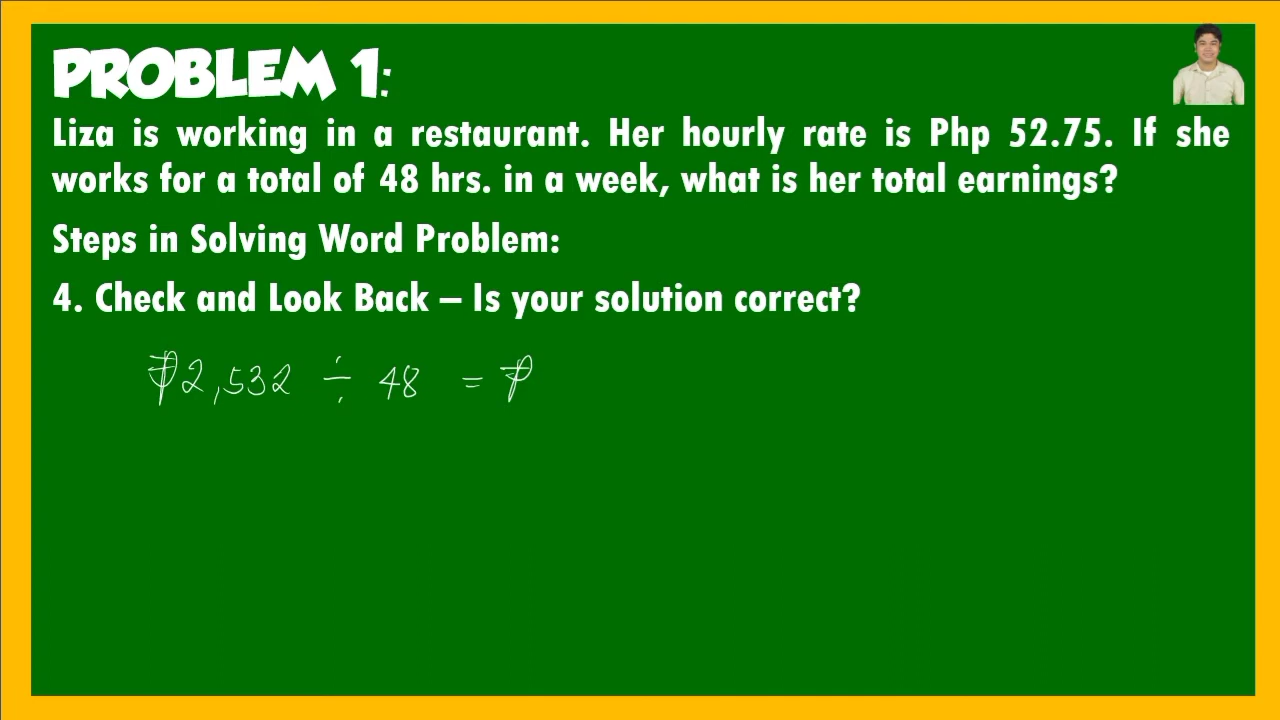 PROBLEM 1:
Liza is working in a restaurant. Her hourly rate is Php 52.75. If she
works for a total of 48 hrs. in a week, what is her total earnings?
Steps in Solving Word Problem:
4. Check and Look Back – Is your solution correct?
₱2,532 ÷ 48 = ₱